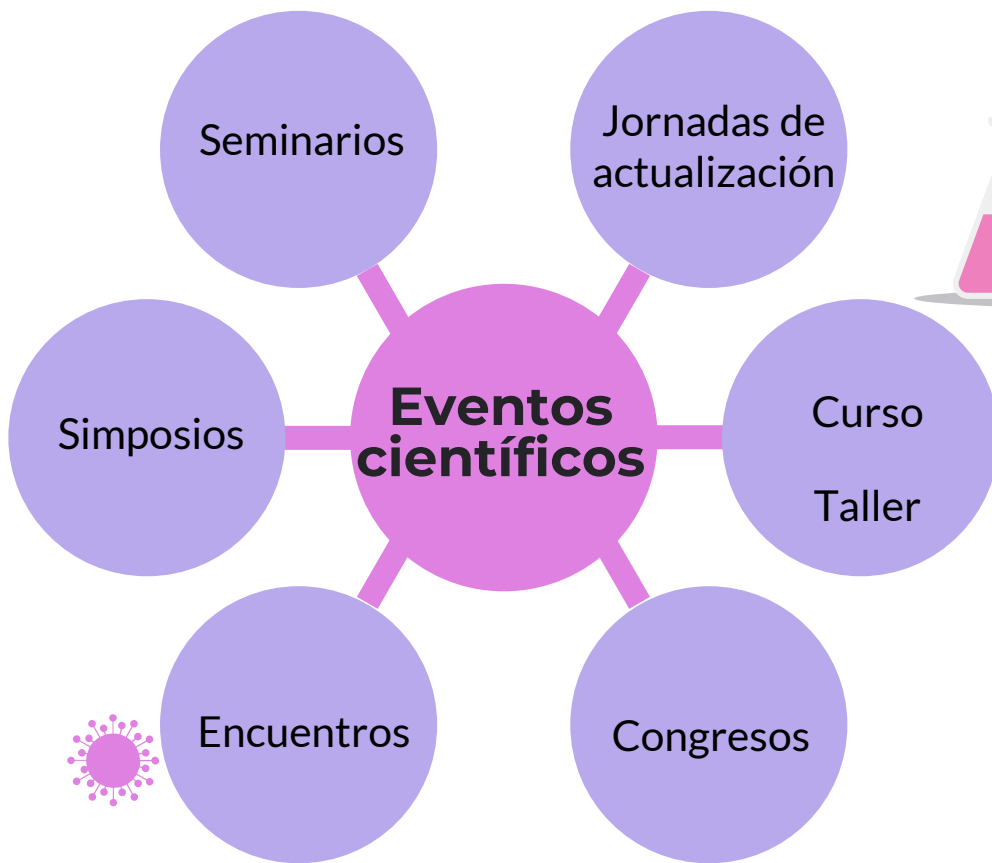 Seminarios
Jornadas de
actualización
Simposios
Eventos
científicos
Curso
Taller
Encuentros
Congresos